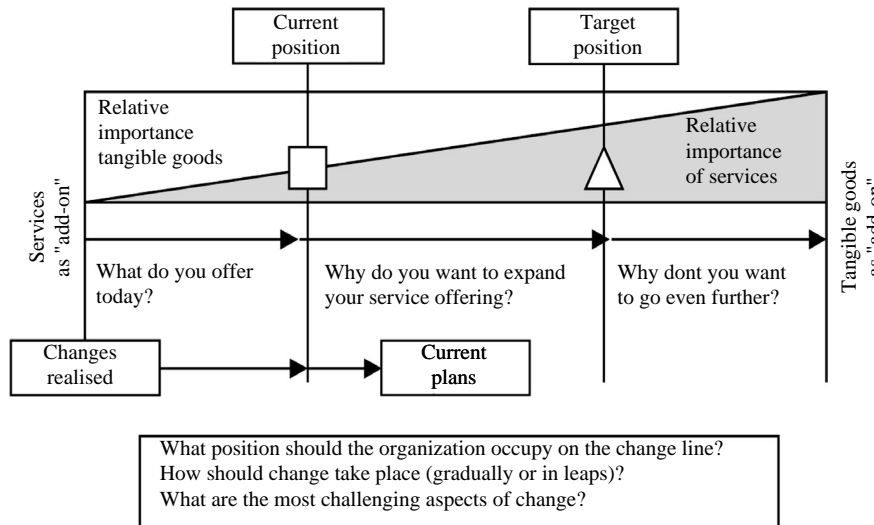 Current
position
Target
position
Relative
importance
tangible goods
Relative
importance
of services
Services
as "add-on"
Tangible goods
as "add-on"
What do you offer
today?
Why do you want to expand
your service offering?
Why dont you want
to go even further?
Changes
realised
Current
plans
What position should the organization occupy on the change line?
How should change take place (gradually or in leaps)?
What are the most challenging aspects of change?